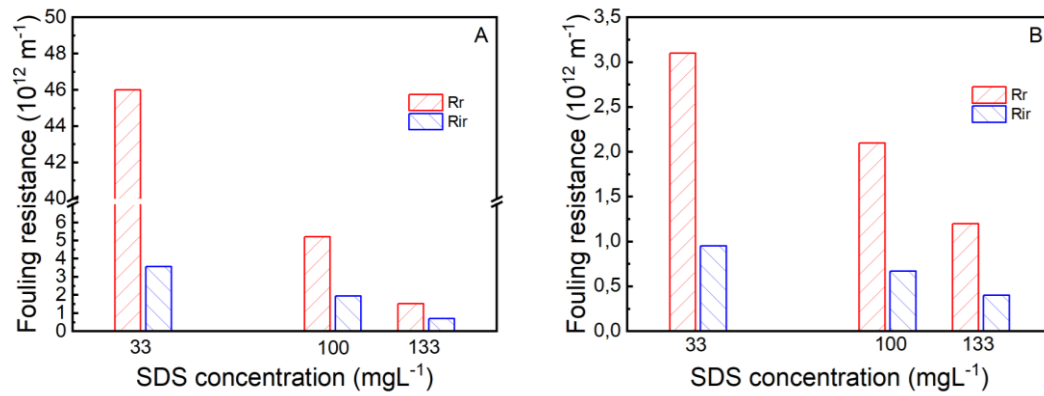 A
Fouling resistance (10¹² m⁻¹)
50
48
46
44
42
40
6
5
4
3
2
1
0
Rr
Rir
33
100
133
SDS concentration (mgL⁻¹)
B
Fouling resistance (10¹² m⁻¹)
3,5
3,0
2,5
2,0
1,5
1,0
0,5
0,0
Rr
Rir
33
100
133
SDS concentration (mgL⁻¹)